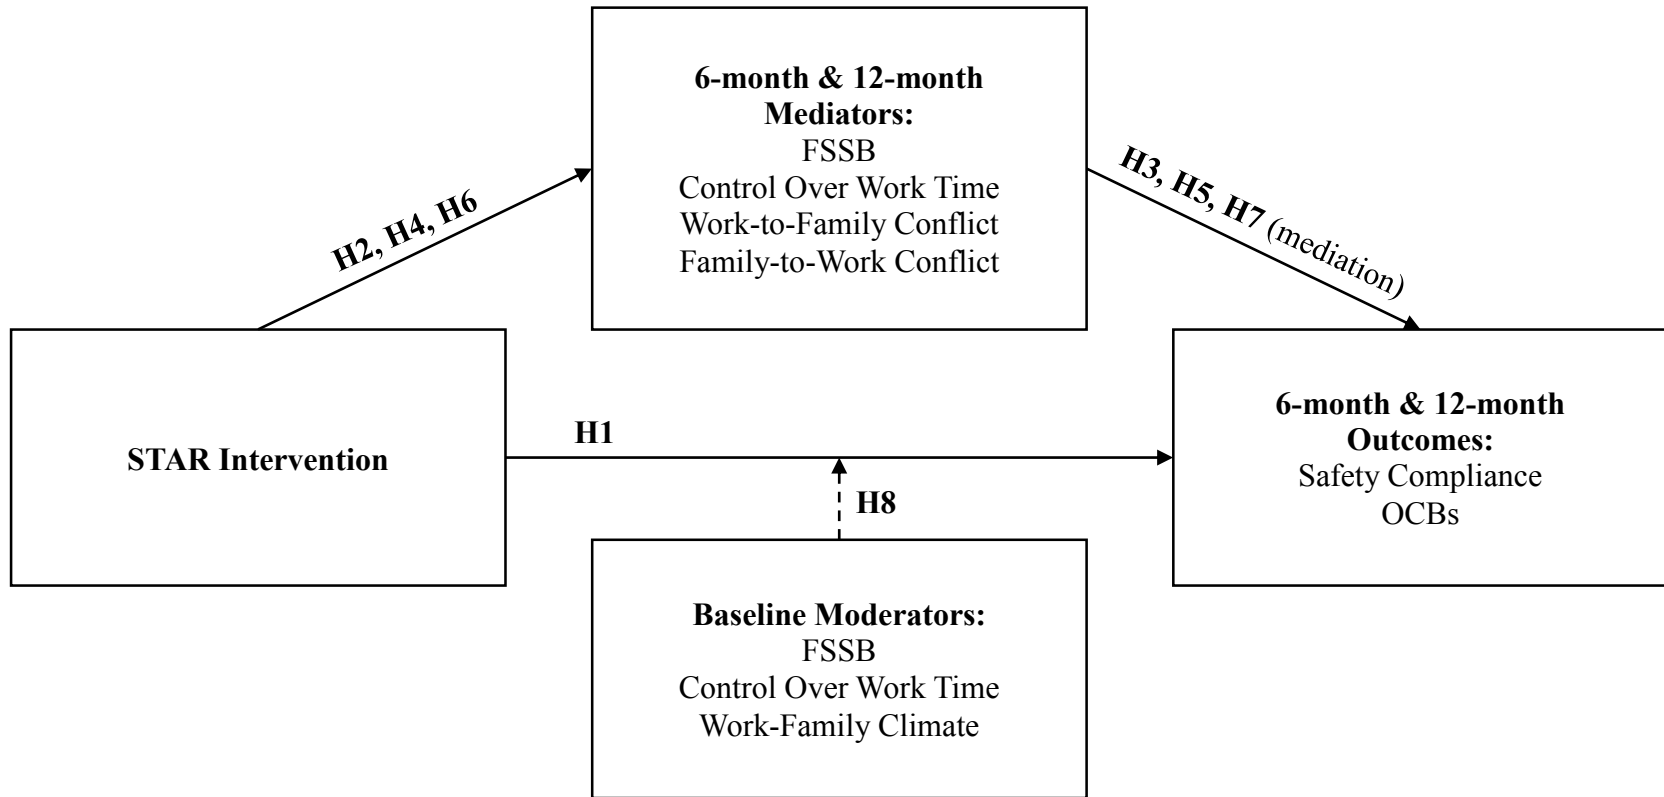 6-month & 12-month
Mediators:
FSSB
Control Over Work Time
Work-to-Family Conflict
Family-to-Work Conflict
H2, H4, H6
H3, H5, H7 (mediation)
STAR Intervention
H1
H8
6-month & 12-month
Outcomes:
Safety Compliance
OCBs
Baseline Moderators:
FSSB
Control Over Work Time
Work-Family Climate